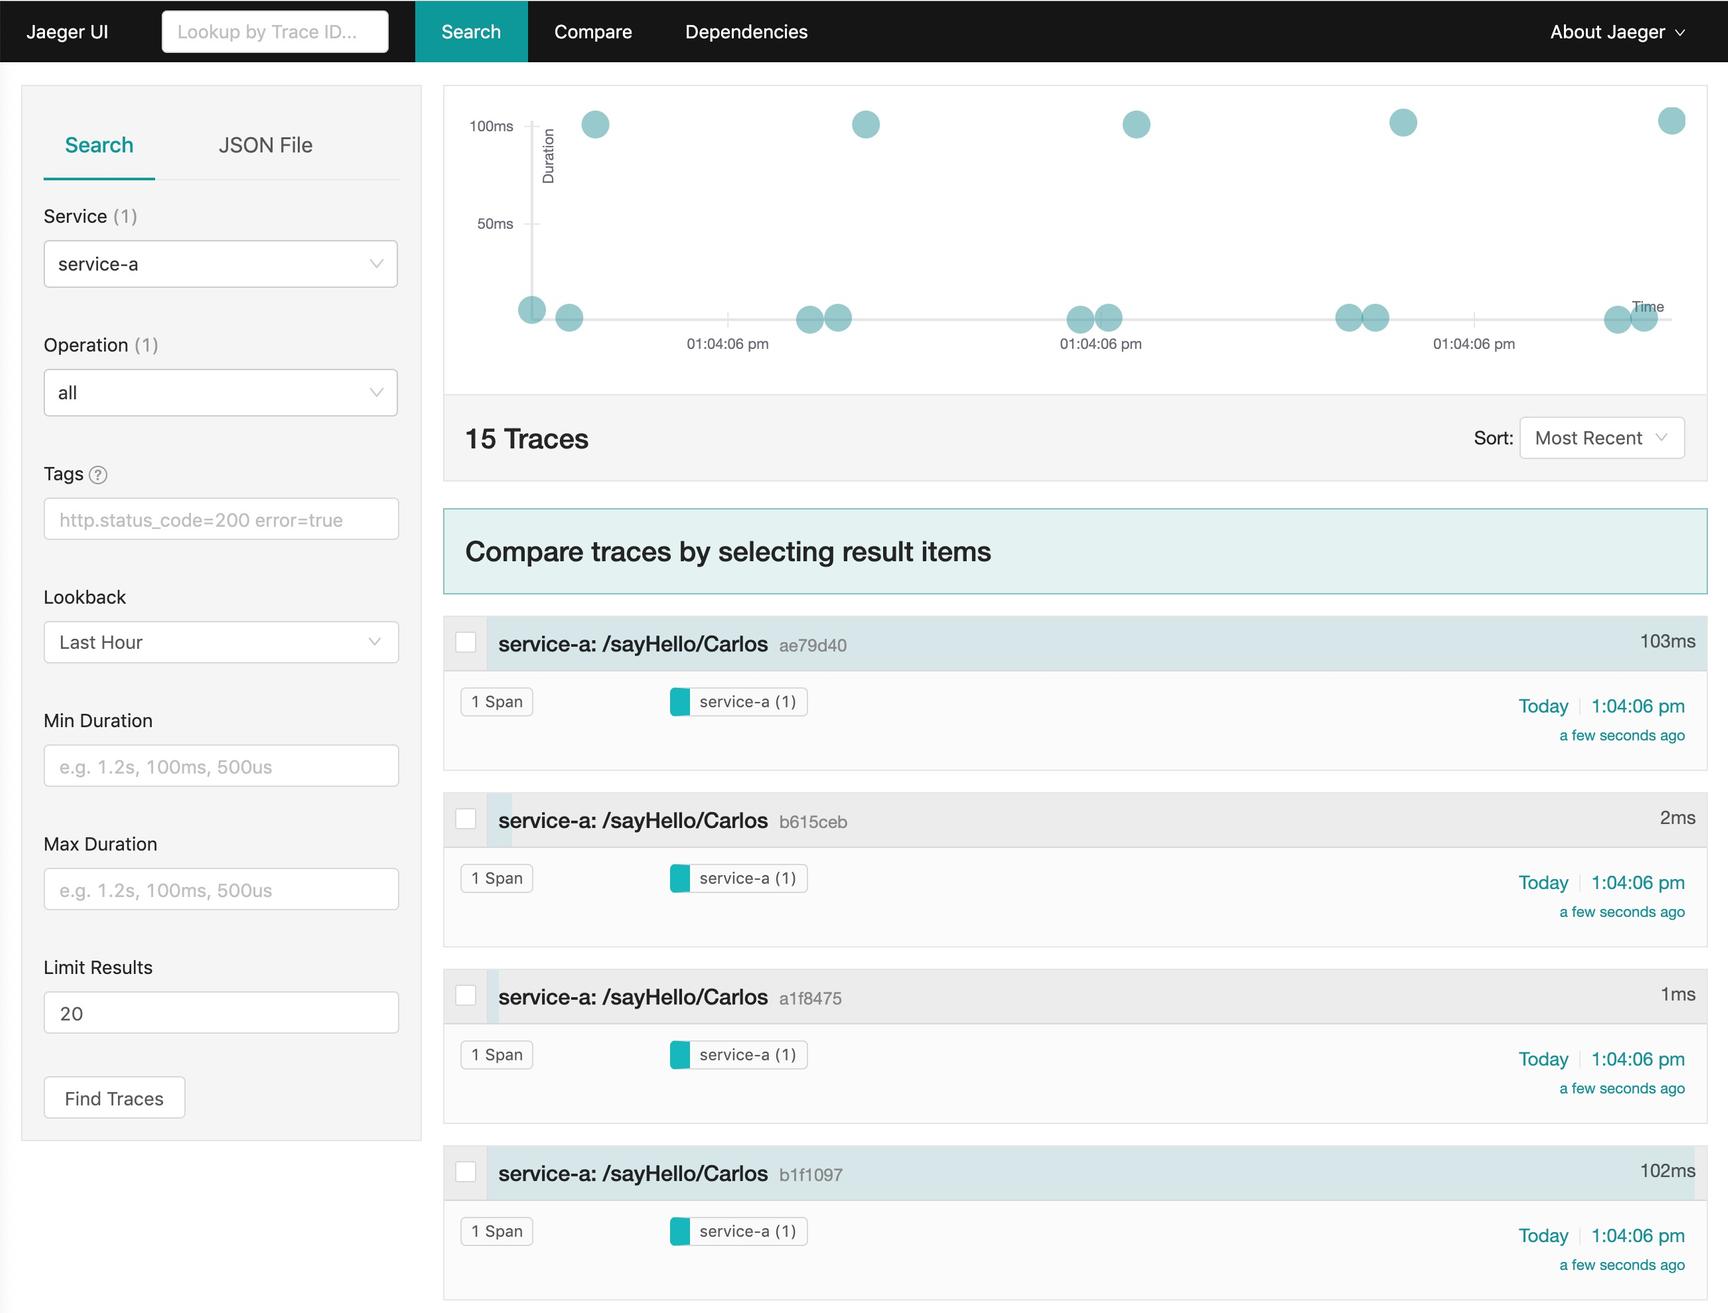 Jaeger UI
Lookup by Trace ID...
Search
Compare
Dependencies
About Jaeger
Search
JSON File
Service (1)
service-a
Operation (1)
all
Tags ?
http.status_code=200 error=true
Lookback
Last Hour
Min Duration
e.g. 1.2s, 100ms, 500us
Max Duration
e.g. 1.2s, 100ms, 500us
Limit Results
20
Find Traces
100ms
Duration
50ms
Time
01:04:06 pm
01:04:06 pm
01:04:06 pm
15 Traces
Sort: Most Recent
Compare traces by selecting result items
service-a: /sayHello/Carlos ae79d40 103ms
1 Span service-a (1) Today 1:04:06 pm
a few seconds ago
service-a: /sayHello/Carlos b615ceb 2ms
1 Span service-a (1) Today 1:04:06 pm
a few seconds ago
service-a: /sayHello/Carlos a1f8475 1ms
1 Span service-a (1) Today 1:04:06 pm
a few seconds ago
service-a: /sayHello/Carlos b1f1097 102ms
1 Span service-a (1) Today 1:04:06 pm
a few seconds ago